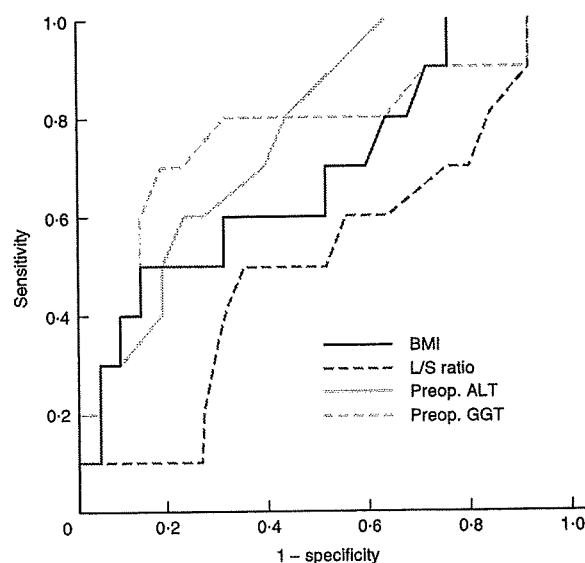 1·0
0·8
0·6
0·4
0·2
Sensitivity
BMI
L/S ratio
Preop. ALT
Preop. GGT
0 0·2 0·4 0·6 0·8 1·0
1 – specificity